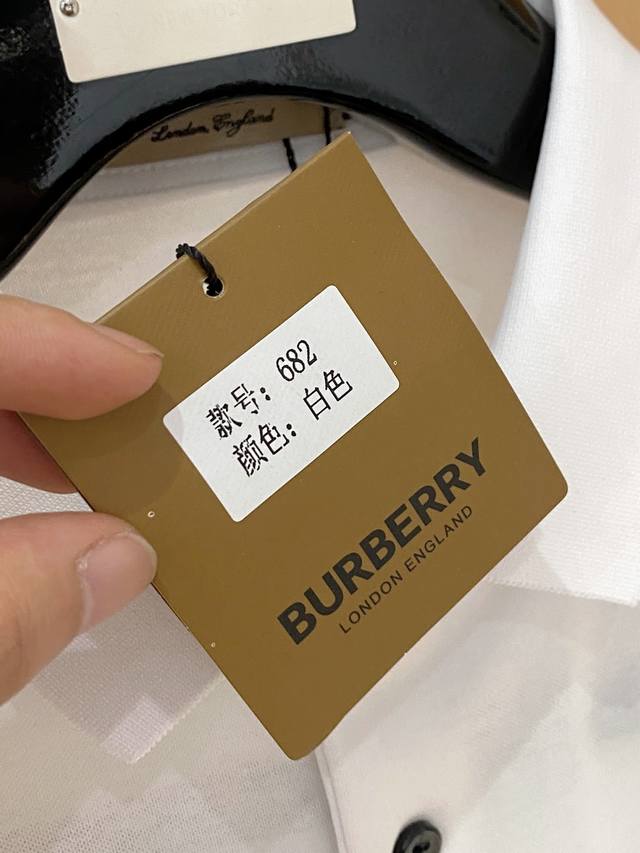 London, England
款号: 682
颜色: 白色
BURBERRY
LONDON ENGLAND